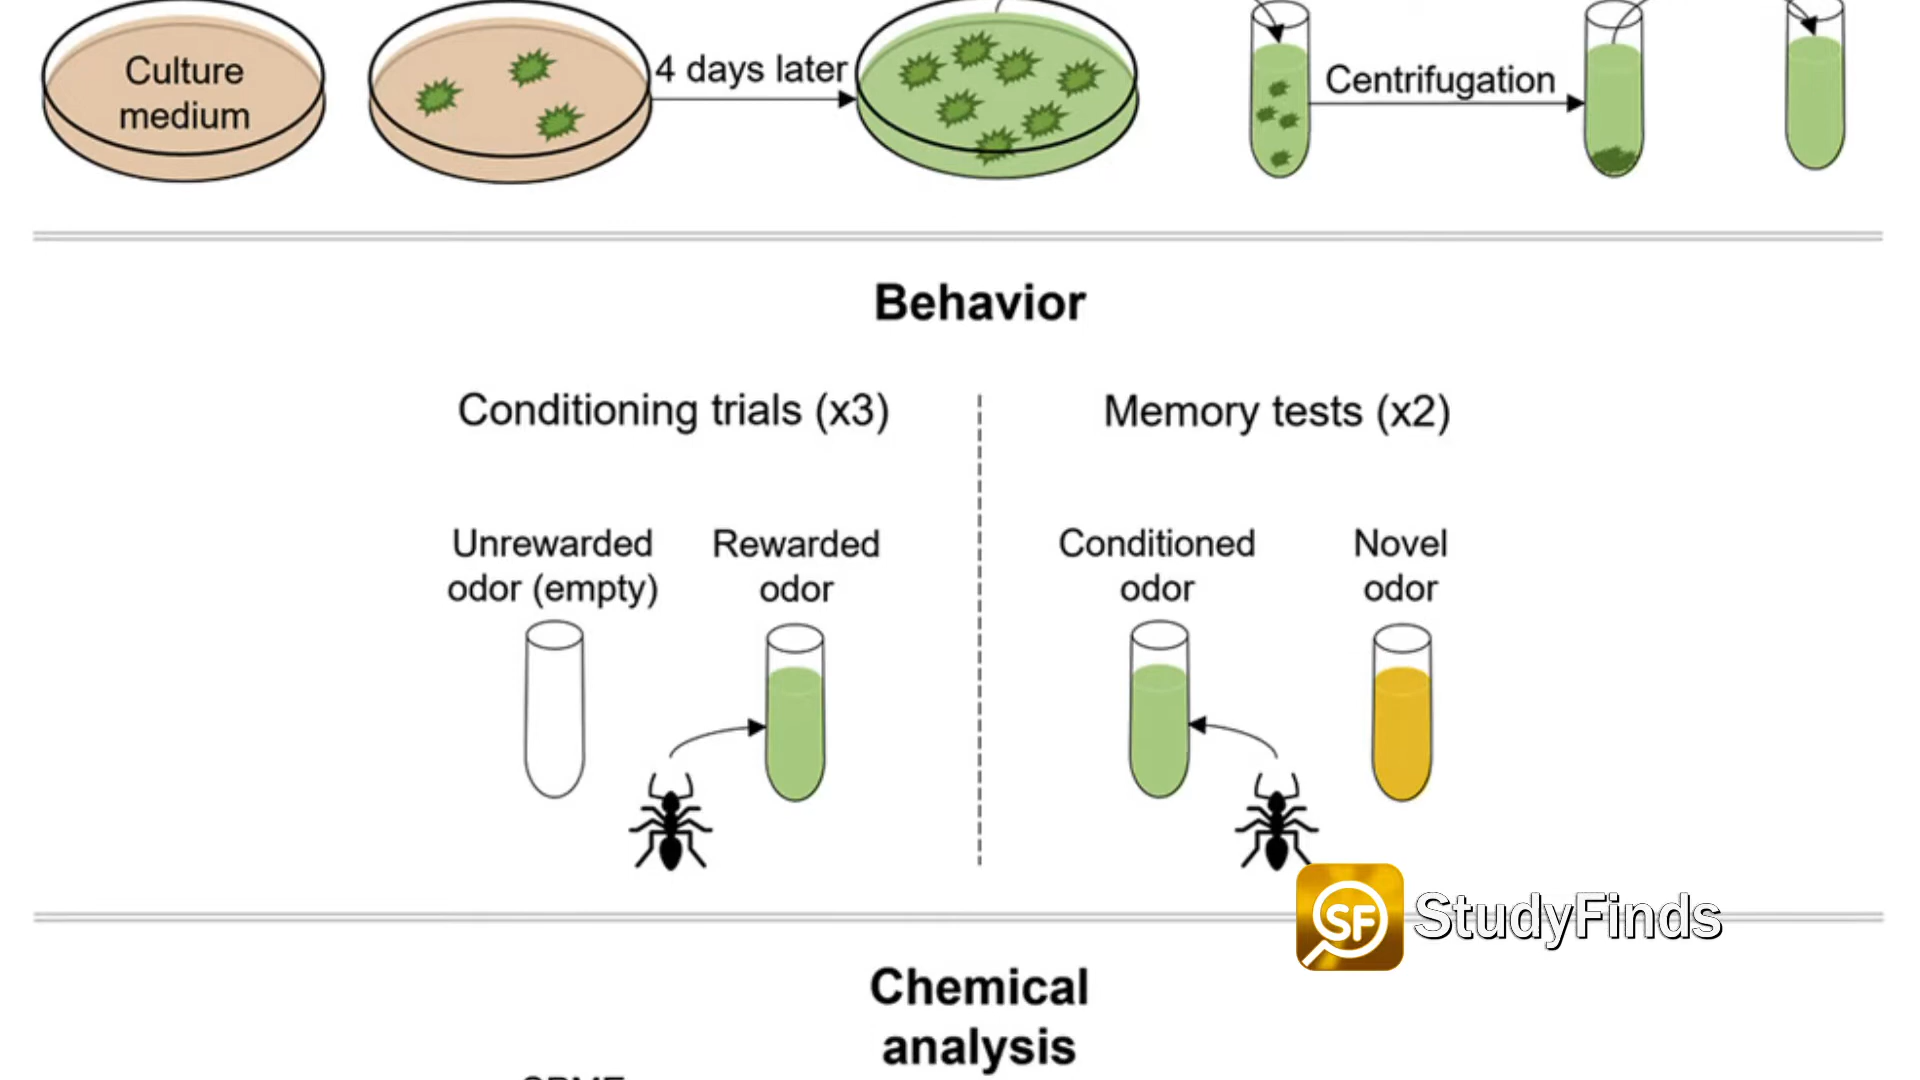 Culture
medium
4 days later
Centrifugation
Behavior
Conditioning trials (x3)
Memory tests (x2)
Unrewarded
odor (empty)
Rewarded
odor
Conditioned
odor
Novel
odor
SF StudyFinds
Chemical
analysis